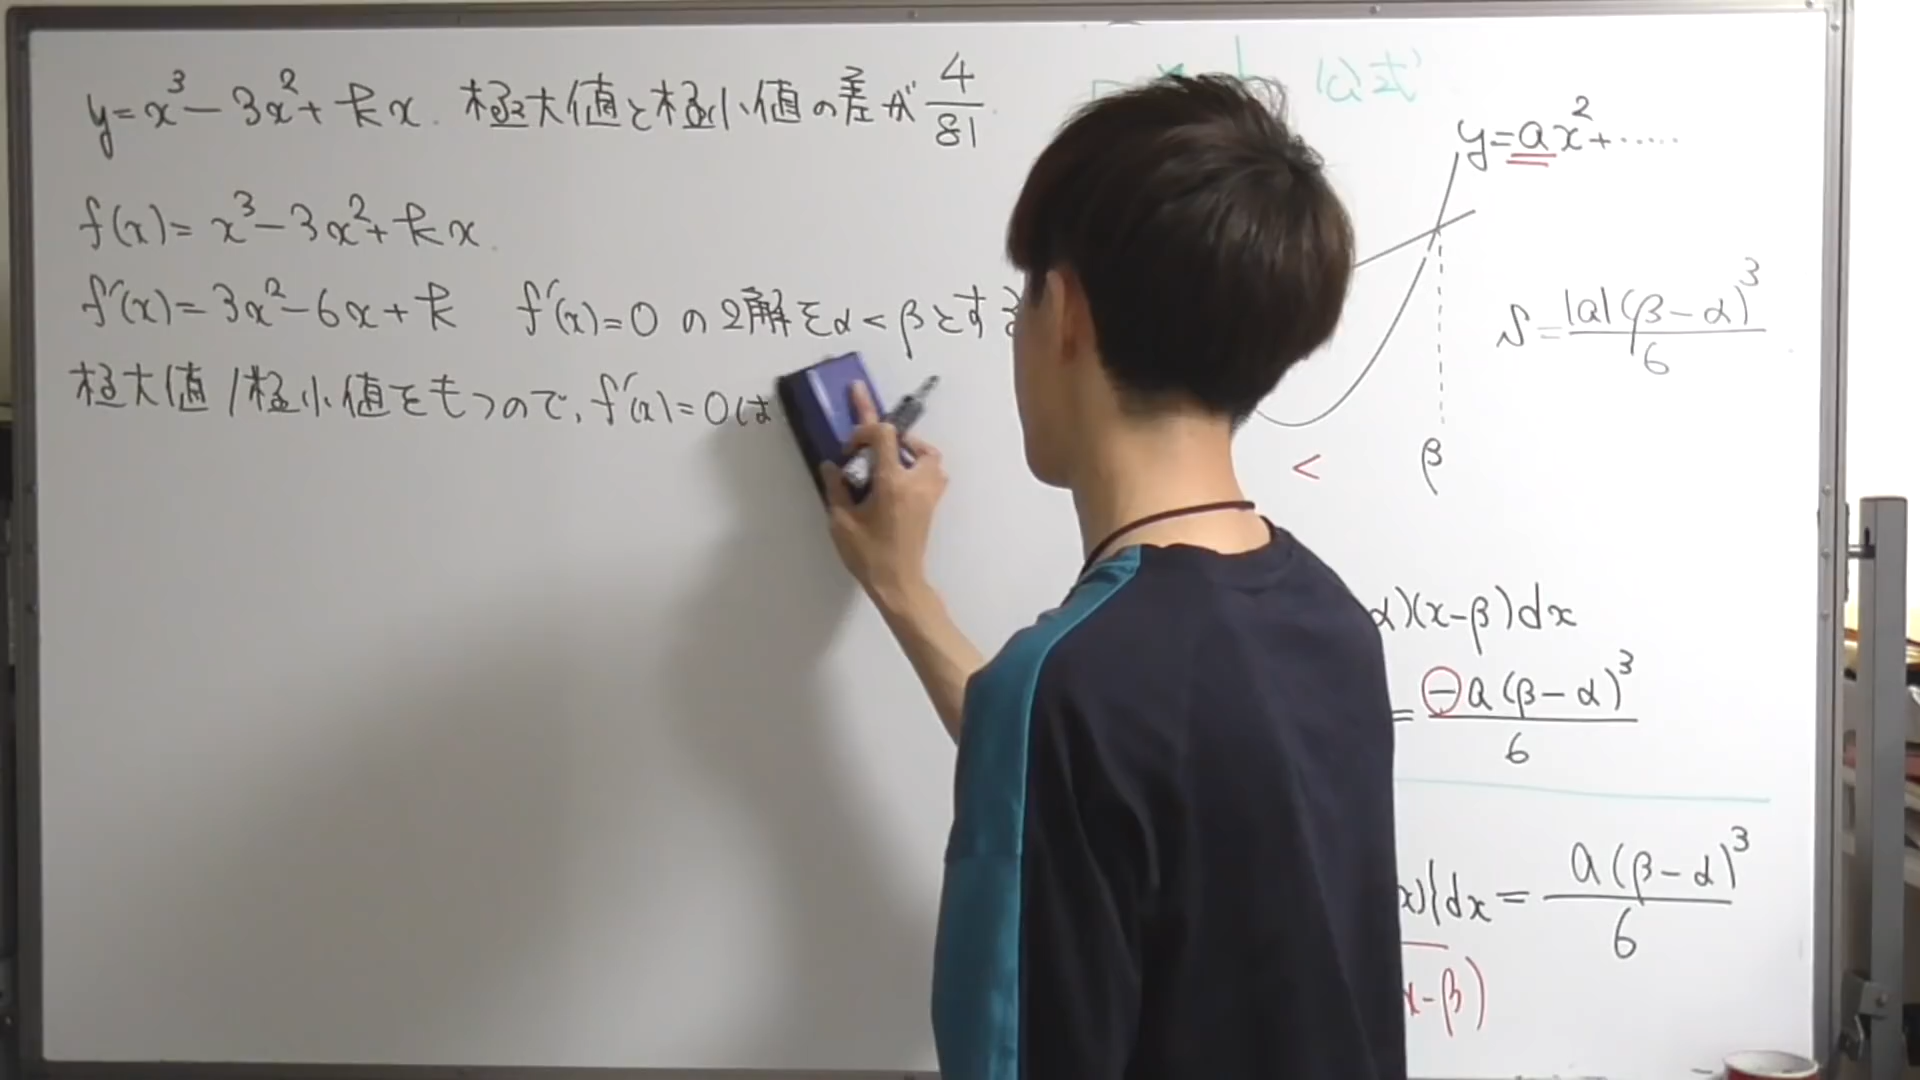 y=x³-3x²+kx. 極大値と極小値の差が 4/81.
f(x)=x³-3x²+kx.
f'(x)=3x²-6x+k f'(x)=0 の2解をα<βとする
極大値/極小値をもつので, f'(x)=0は
公式
y=ax²+……
S=|a|(β-α)³/6
< β
α)(x-β)dx
=-a(β-α)³/6
x)|dx=a(β-α)³/6
x-β)